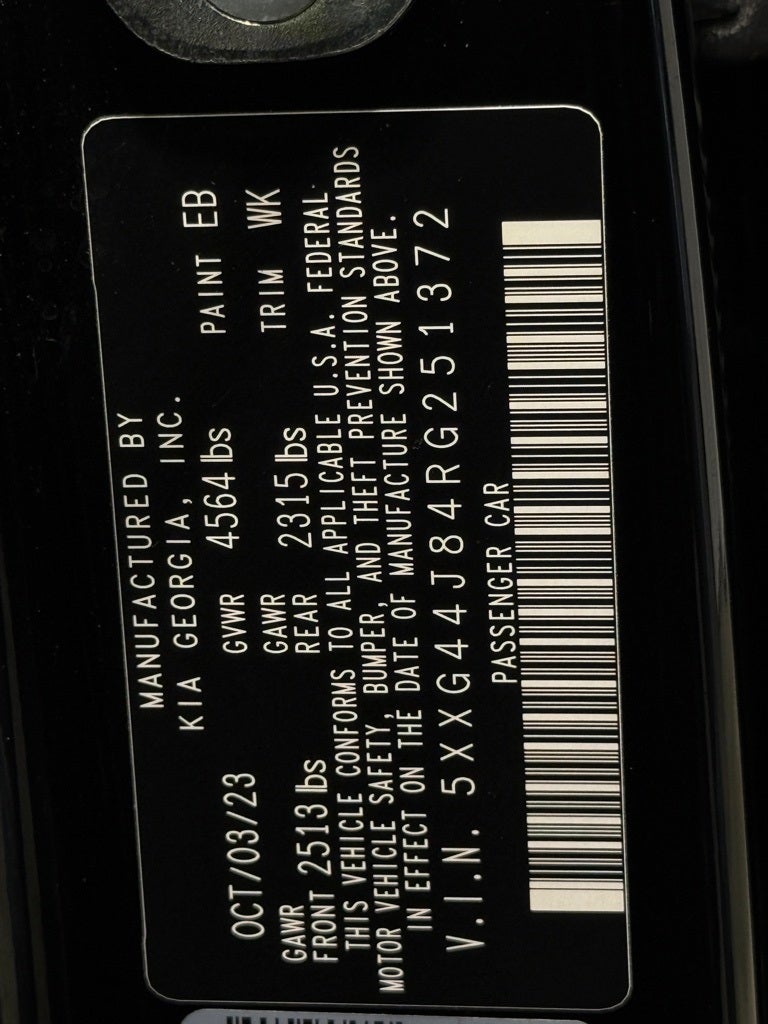 MANUFACTURED BY
KIA GEORGIA, INC.
OCT/03/23 GVWR 4564lbs PAINT EB
GAWR FRONT 2513lbs GAWR REAR 2315lbs TRIM WK
THIS VEHICLE CONFORMS TO ALL APPLICABLE U.S.A. FEDERAL
MOTOR VEHICLE SAFETY, BUMPER, AND THEFT PREVENTION STANDARDS
IN EFFECT ON THE DATE OF MANUFACTURE SHOWN ABOVE.
V.I.N. 5XXG44J84RG251372
PASSENGER CAR